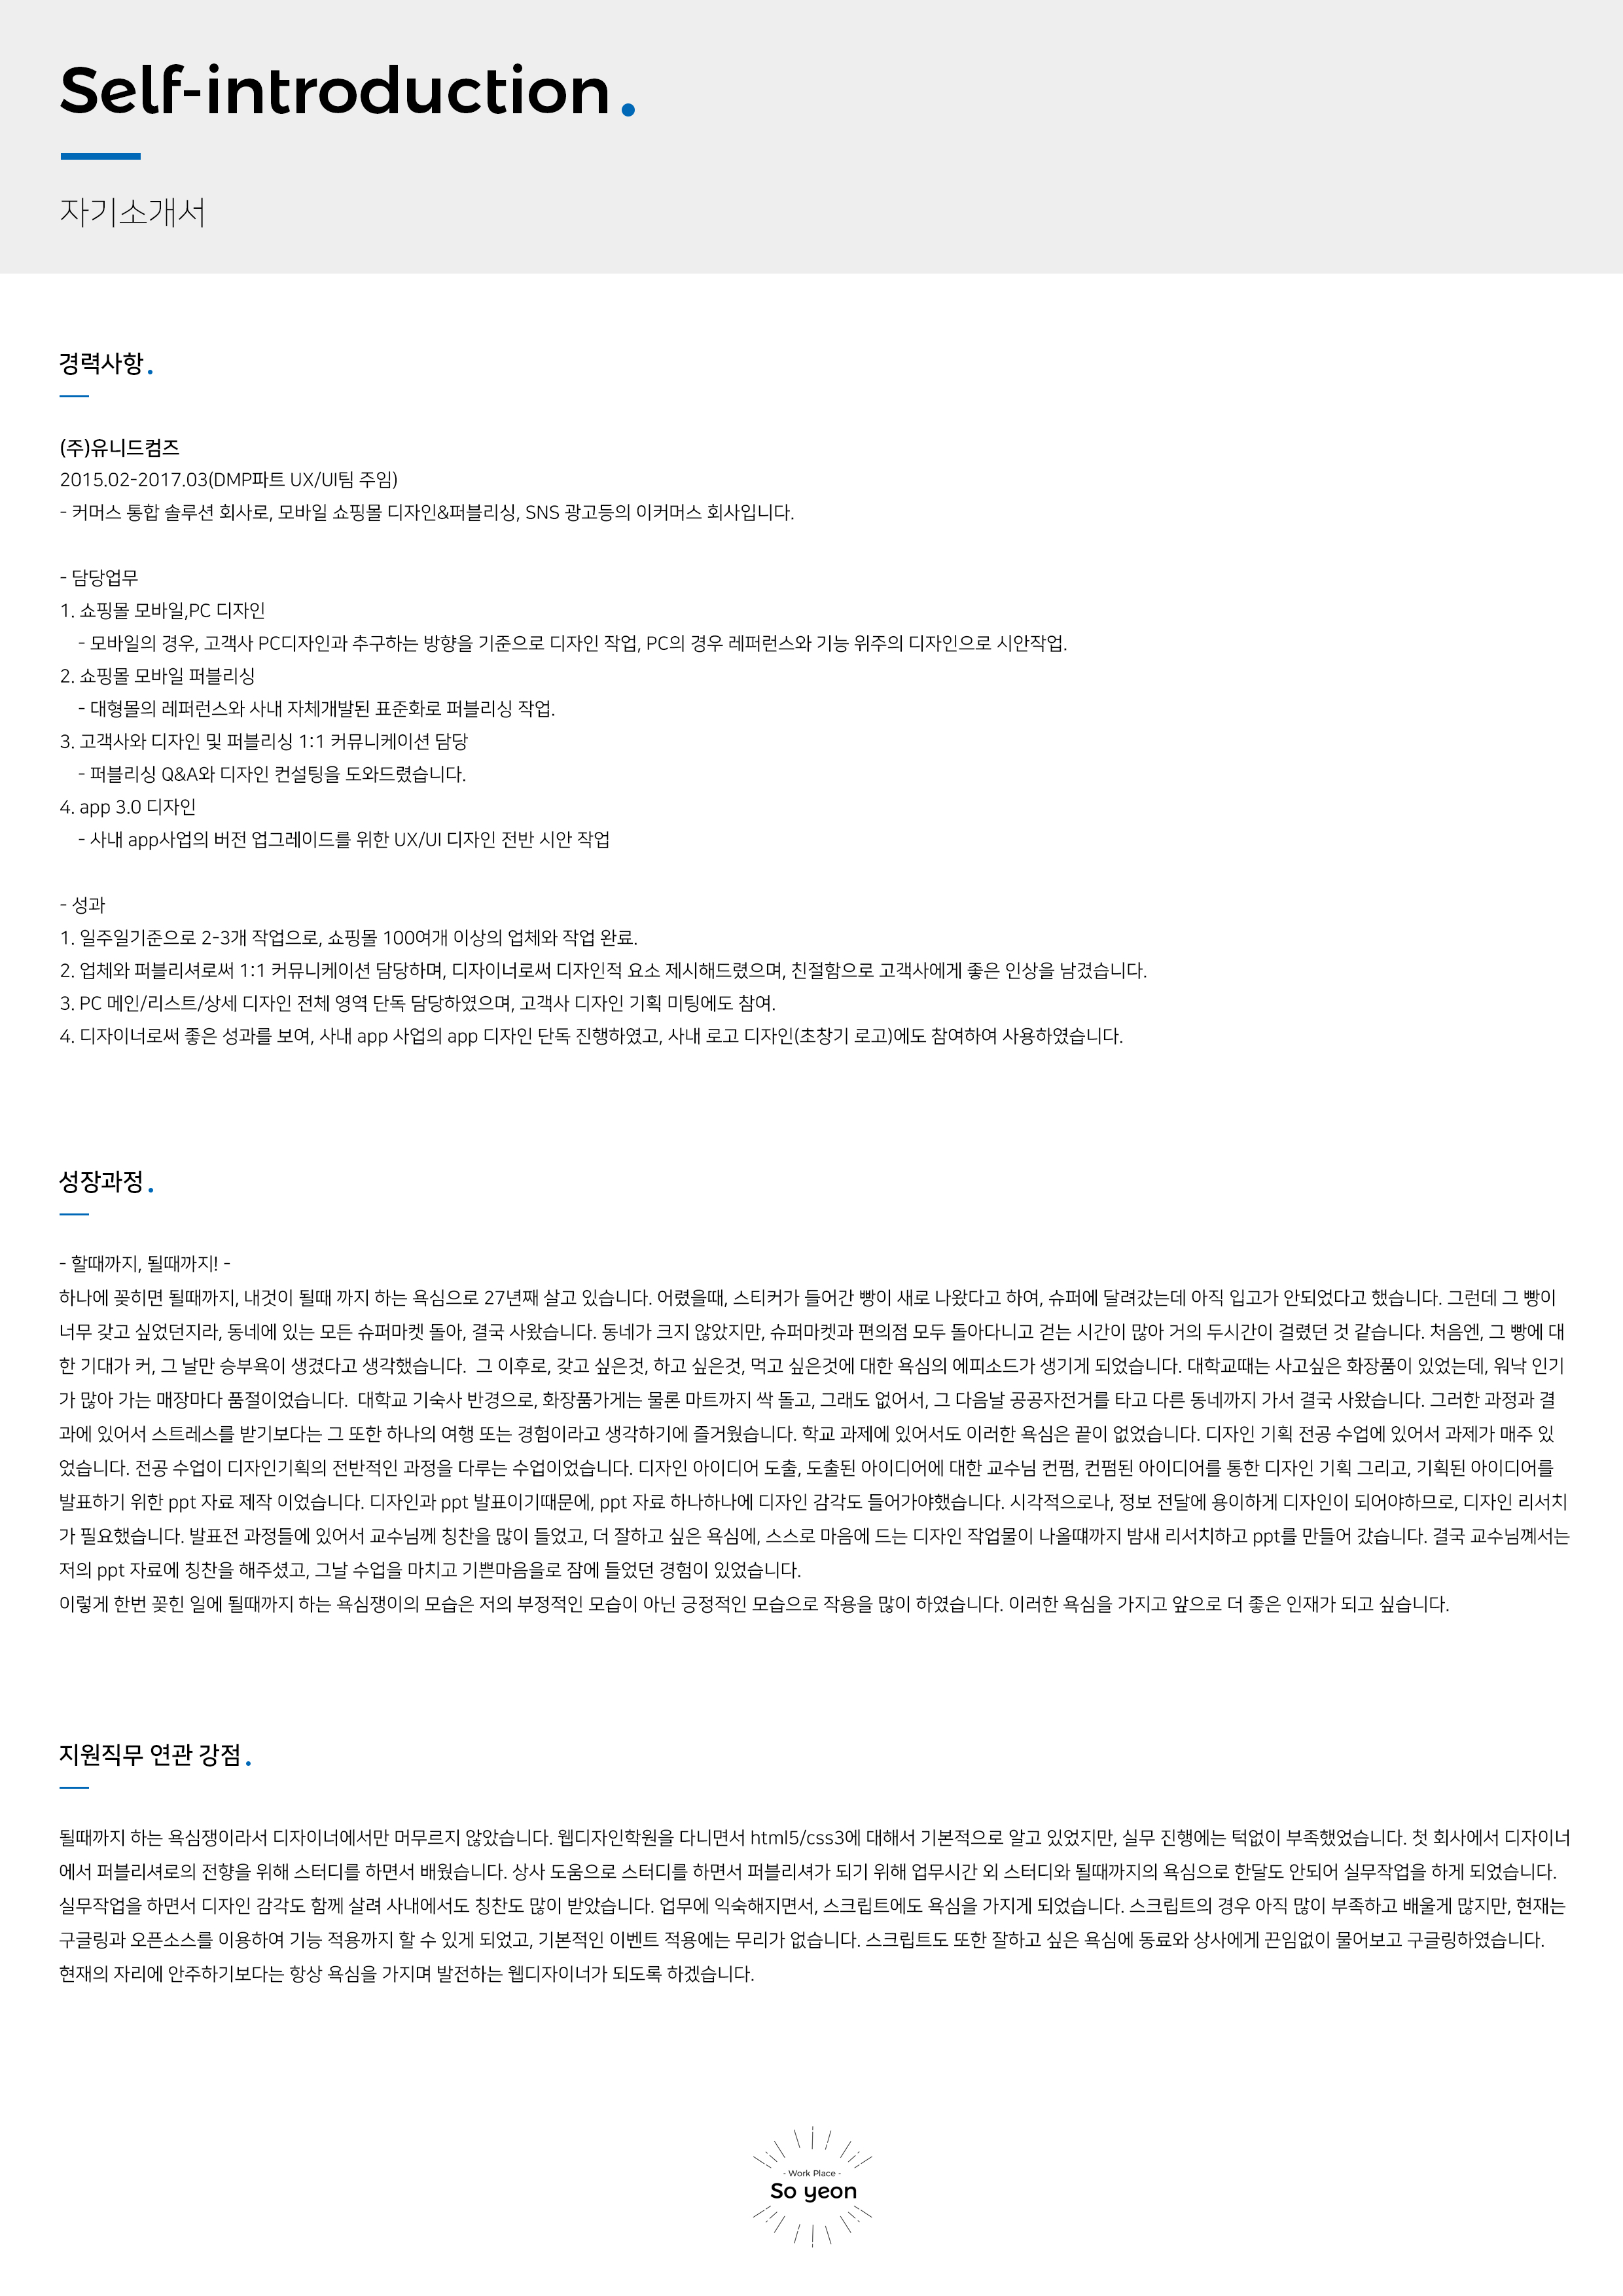 Self-introduction.
자기소개서
경력사항.
(주)유니드컴즈
2015.02-2017.03(DMP파트 UX/UI팀 주임)
- 커머스 통합 솔루션 회사로, 모바일 쇼핑몰 디자인&퍼블리싱, SNS 광고등의 이커머스 회사입니다.
- 담당업무
1. 쇼핑몰 모바일,PC 디자인
- 모바일의 경우, 고객사 PC디자인과 추구하는 방향을 기준으로 디자인 작업, PC의 경우 레퍼런스와 기능 위주의 디자인으로 시안작업.
2. 쇼핑몰 모바일 퍼블리싱
- 대형몰의 레퍼런스와 사내 자체개발된 표준화로 퍼블리싱 작업.
3. 고객사와 디자인 및 퍼블리싱 1:1 커뮤니케이션 담당
- 퍼블리싱 Q&A와 디자인 컨설팅을 도와드렸습니다.
4. app 3.0 디자인
- 사내 app사업의 버전 업그레이드를 위한 UX/UI 디자인 전반 시안 작업
- 성과
1. 일주일기준으로 2-3개 작업으로, 쇼핑몰 100여개 이상의 업체와 작업 완료.
2. 업체와 퍼블리셔로써 1:1 커뮤니케이션 담당하며, 디자이너로써 디자인적 요소 제시해드렸으며, 친절함으로 고객사에게 좋은 인상을 남겼습니다.
3. PC 메인/리스트/상세 디자인 전체 영역 단독 담당하였으며, 고객사 디자인 기획 미팅에도 참여.
4. 디자이너로써 좋은 성과를 보여, 사내 app 사업의 app 디자인 단독 진행하였고, 사내 로고 디자인(초창기 로고)에도 참여하여 사용하였습니다.
성장과정.
- 할때까지, 될때까지! -
하나에 꽂히면 될때까지, 내것이 될때 까지 하는 욕심으로 27년째 살고 있습니다. 어렸을때, 스티커가 들어간 빵이 새로 나왔다고 하여, 슈퍼에 달려갔는데 아직 입고가 안되었다고 했습니다. 그런데 그 빵이
너무 갖고 싶었던지라, 동네에 있는 모든 슈퍼마켓 돌아, 결국 사왔습니다. 동네가 크지 않았지만, 슈퍼마켓과 편의점 모두 돌아다니고 걷는 시간이 많아 거의 두시간이 걸렸던 것 같습니다. 처음엔, 그 빵에 대
한 기대가 커, 그 날만 승부욕이 생겼다고 생각했습니다.  그 이후로, 갖고 싶은것, 하고 싶은것, 먹고 싶은것에 대한 욕심의 에피소드가 생기게 되었습니다. 대학교때는 사고싶은 화장품이 있었는데, 워낙 인기
가 많아 가는 매장마다 품절이었습니다.  대학교 기숙사 반경으로, 화장품가게는 물론 마트까지 싹 돌고, 그래도 없어서, 그 다음날 공공자전거를 타고 다른 동네까지 가서 결국 사왔습니다. 그러한 과정과 결
과에 있어서 스트레스를 받기보다는 그 또한 하나의 여행 또는 경험이라고 생각하기에 즐거웠습니다. 학교 과제에 있어서도 이러한 욕심은 끝이 없었습니다. 디자인 기획 전공 수업에 있어서 과제가 매주 있
었습니다. 전공 수업이 디자인기획의 전반적인 과정을 다루는 수업이었습니다. 디자인 아이디어 도출, 도출된 아이디어에 대한 교수님 컨펌, 컨펌된 아이디어를 통한 디자인 기획 그리고, 기획된 아이디어를
발표하기 위한 ppt 자료 제작 이었습니다. 디자인과 ppt 발표이기때문에, ppt 자료 하나하나에 디자인 감각도 들어가야했습니다. 시각적으로나, 정보 전달에 용이하게 디자인이 되어야하므로, 디자인 리서치
가 필요했습니다. 발표전 과정들에 있어서 교수님께 칭찬을 많이 들었고, 더 잘하고 싶은 욕심에, 스스로 마음에 드는 디자인 작업물이 나올떄까지 밤새 리서치하고 ppt를 만들어 갔습니다. 결국 교수님꼐서는
저의 ppt 자료에 칭찬을 해주셨고, 그날 수업을 마치고 기쁜마음을로 잠에 들었던 경험이 있었습니다.
이렇게 한번 꽂힌 일에 될때까지 하는 욕심쟁이의 모습은 저의 부정적인 모습이 아닌 긍정적인 모습으로 작용을 많이 하였습니다. 이러한 욕심을 가지고 앞으로 더 좋은 인재가 되고 싶습니다.
지원직무 연관 강점.
될때까지 하는 욕심쟁이라서 디자이너에서만 머무르지 않았습니다. 웹디자인학원을 다니면서 html5/css3에 대해서 기본적으로 알고 있었지만, 실무 진행에는 턱없이 부족했었습니다. 첫 회사에서 디자이너
에서 퍼블리셔로의 전향을 위해 스터디를 하면서 배웠습니다. 상사 도움으로 스터디를 하면서 퍼블리셔가 되기 위해 업무시간 외 스터디와 될때까지의 욕심으로 한달도 안되어 실무작업을 하게 되었습니다.
실무작업을 하면서 디자인 감각도 함께 살려 사내에서도 칭찬도 많이 받았습니다. 업무에 익숙해지면서, 스크립트에도 욕심을 가지게 되었습니다. 스크립트의 경우 아직 많이 부족하고 배울게 많지만, 현재는
구글링과 오픈소스를 이용하여 기능 적용까지 할 수 있게 되었고, 기본적인 이벤트 적용에는 무리가 없습니다. 스크립트도 또한 잘하고 싶은 욕심에 동료와 상사에게 끈임없이 물어보고 구글링하였습니다.
현재의 자리에 안주하기보다는 항상 욕심을 가지며 발전하는 웹디자이너가 되도록 하겠습니다.
- Work Place -
So yeon